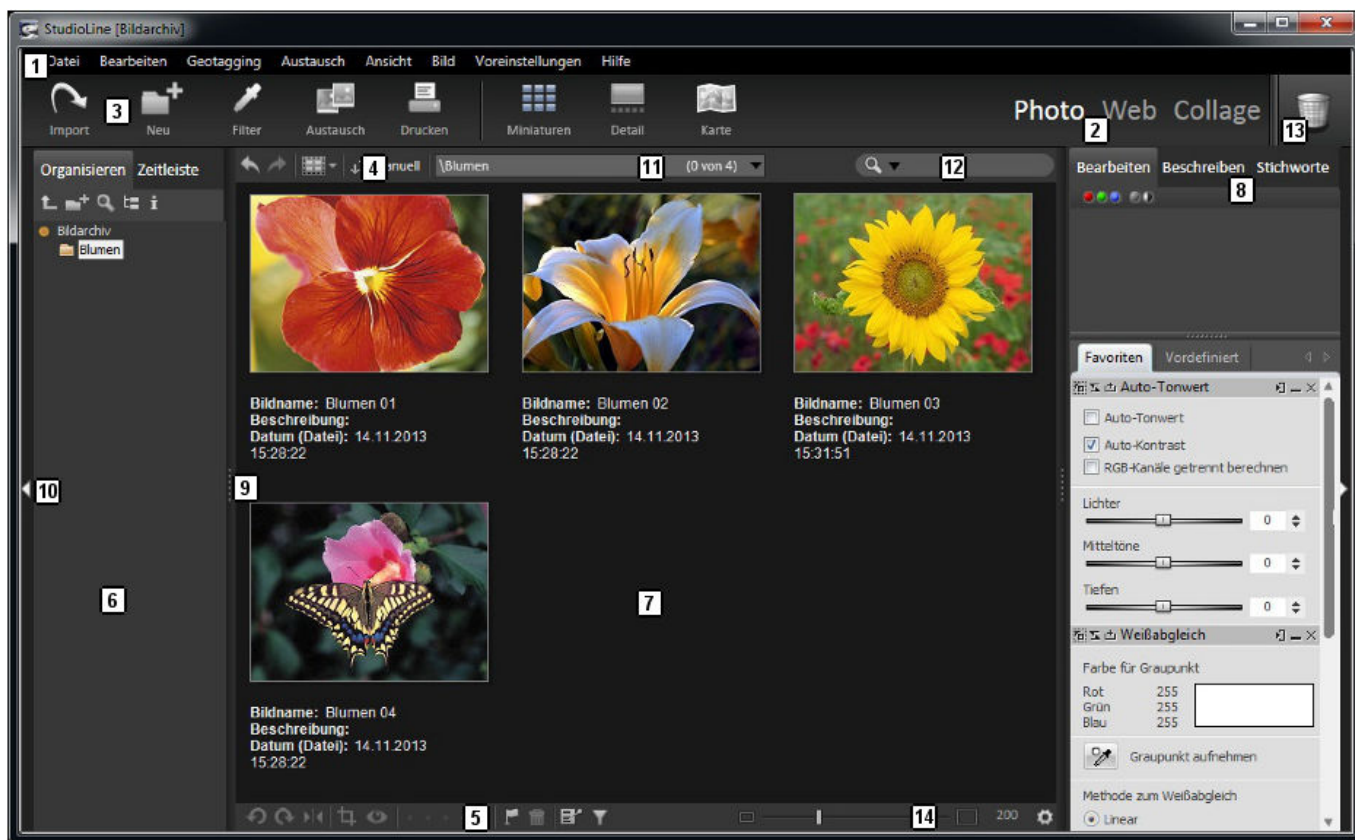 StudioLine [Bildarchiv]
1 Datei Bearbeiten Geotagging Austausch Ansicht Bild Voreinstellungen Hilfe
3
Import Neu Filter Austausch Drucken Miniaturen Detail Karte
Photo Web Collage
2
13
Organisieren Zeitleiste
4
\Blumen
11
(0 von 4)
12
Bearbeiten Beschreiben Stichworte
8
Bildarchiv
Blumen
Bildname: Blumen 01
Beschreibung:
Datum (Datei): 14.11.2013
15:28:22
Bildname: Blumen 02
Beschreibung:
Datum (Datei): 14.11.2013
15:28:22
Bildname: Blumen 03
Beschreibung:
Datum (Datei): 14.11.2013
15:31:51
10
9
6
7
Bildname: Blumen 04
Beschreibung:
Datum (Datei): 14.11.2013
15:28:22
5
14
200
Favoriten Vordefiniert
Auto-Tonwert
Auto-Tonwert
Auto-Kontrast
RGB-Kanäle getrennt berechnen
Lichter
0
Mitteltöne
0
Tiefen
0
Weißabgleich
Farbe für Graupunkt
Rot 255
Grün 255
Blau 255
Graupunkt aufnehmen
Methode zum Weißabgleich
Linear